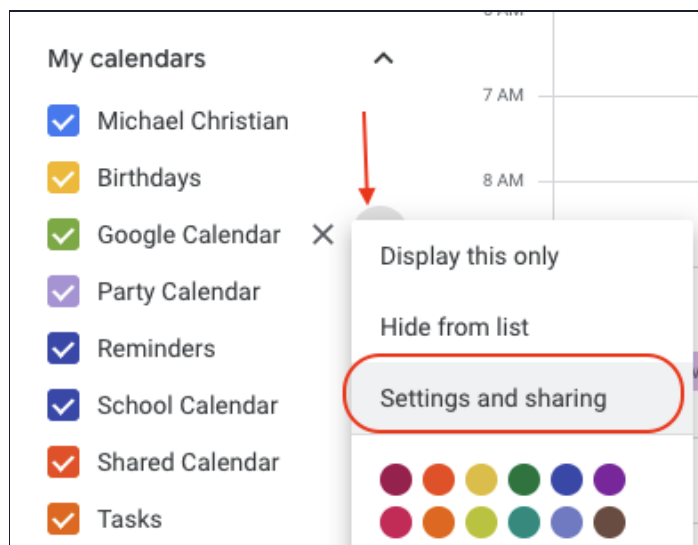 My calendars
Michael Christian
Birthdays
Google Calendar
Party Calendar
Reminders
School Calendar
Shared Calendar
Tasks
7 AM
8 AM
Display this only
Hide from list
Settings and sharing